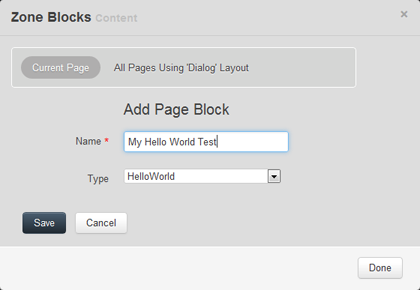 Zone Blocks Content ×
Current Page All Pages Using 'Dialog' Layout
Add Page Block
Name * My Hello World Test
Type HelloWorld
Save Cancel
Done